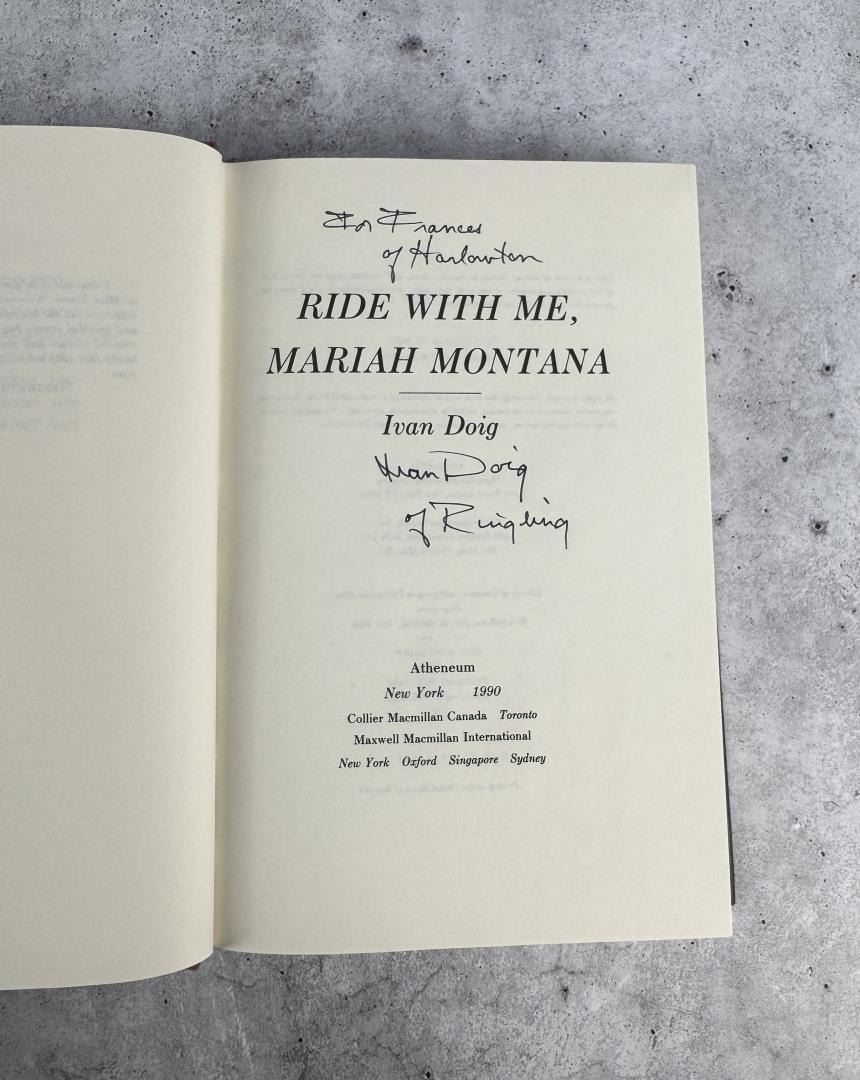 For Frances
of Harlowton
RIDE WITH ME,
MARIAH MONTANA
Ivan Doig
Ivan Doig
of Ringling
Atheneum
New York 1990
Collier Macmillan Canada Toronto
Maxwell Macmillan International
New York Oxford Singapore Sydney